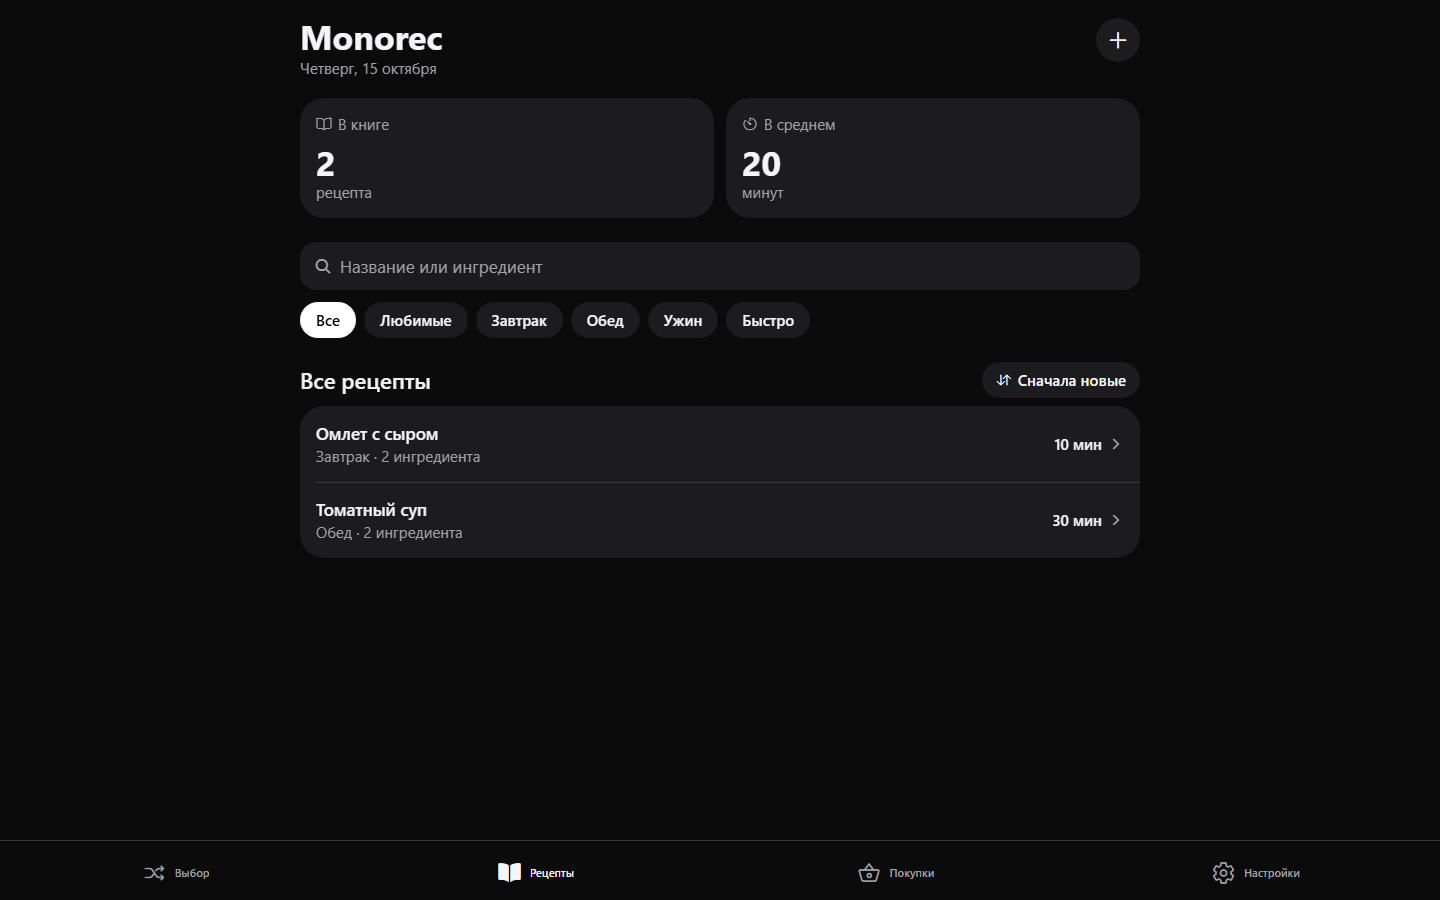 Monorec
Четверг, 15 октября
В книге
2
рецепта
В среднем
20
минут
Название или ингредиент
Все Любимые Завтрак Обед Ужин Быстро
Все рецепты
Сначала новые
Омлет с сыром
Завтрак · 2 ингредиента
10 мин
Томатный суп
Обед · 2 ингредиента
30 мин
Выбор Рецепты Покупки Настройки